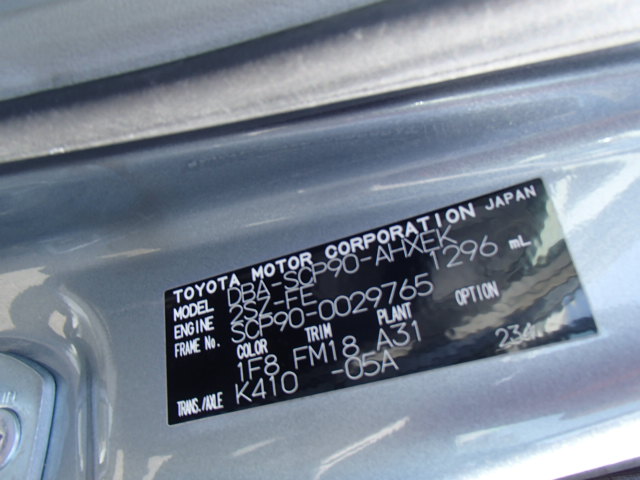 TOYOTA MOTOR CORPORATION JAPAN
MODEL DBA-SCP90-AHXEK
ENGINE 2SZ-FE 1296 mL
FRAME No. SCP90-0029765
COLOR TRIM PLANT OPTION
1F8 FM18 A31
TRANS./AXLE K410 -05A 234